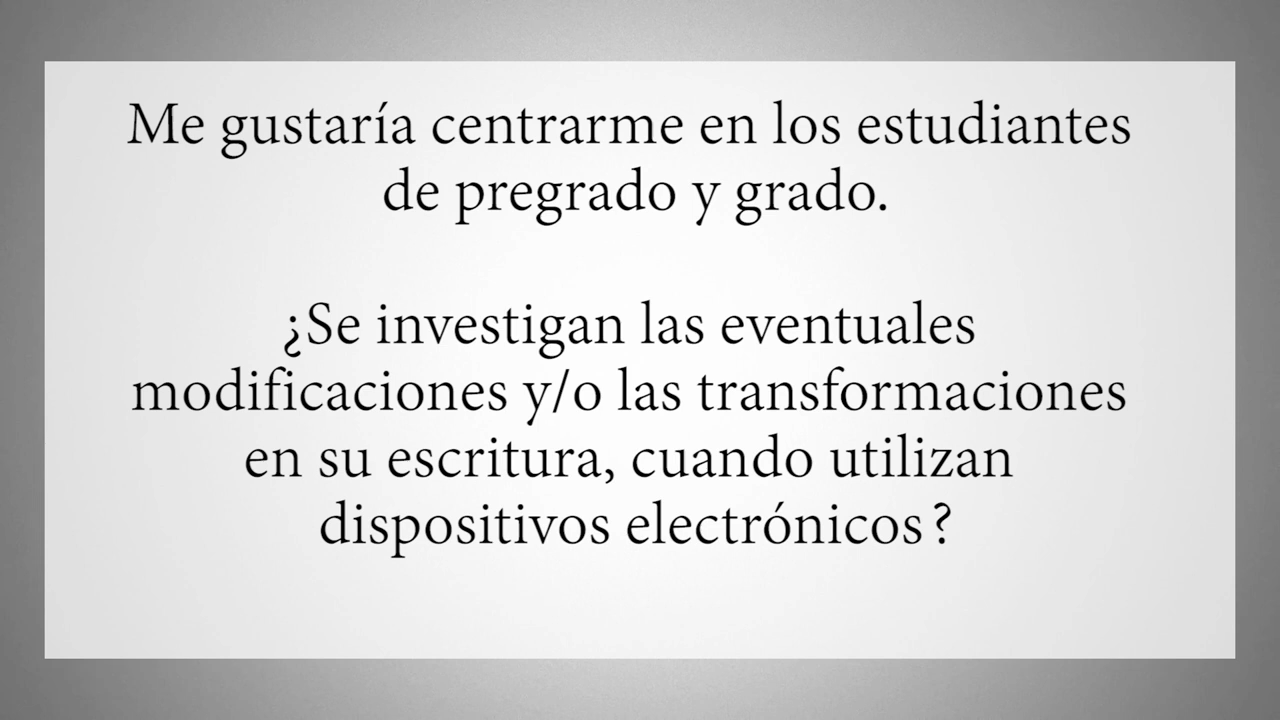 Me gustaría centrarme en los estudiantes
de pregrado y grado.
¿Se investigan las eventuales
modificaciones y/o las transformaciones
en su escritura, cuando utilizan
dispositivos electrónicos ?